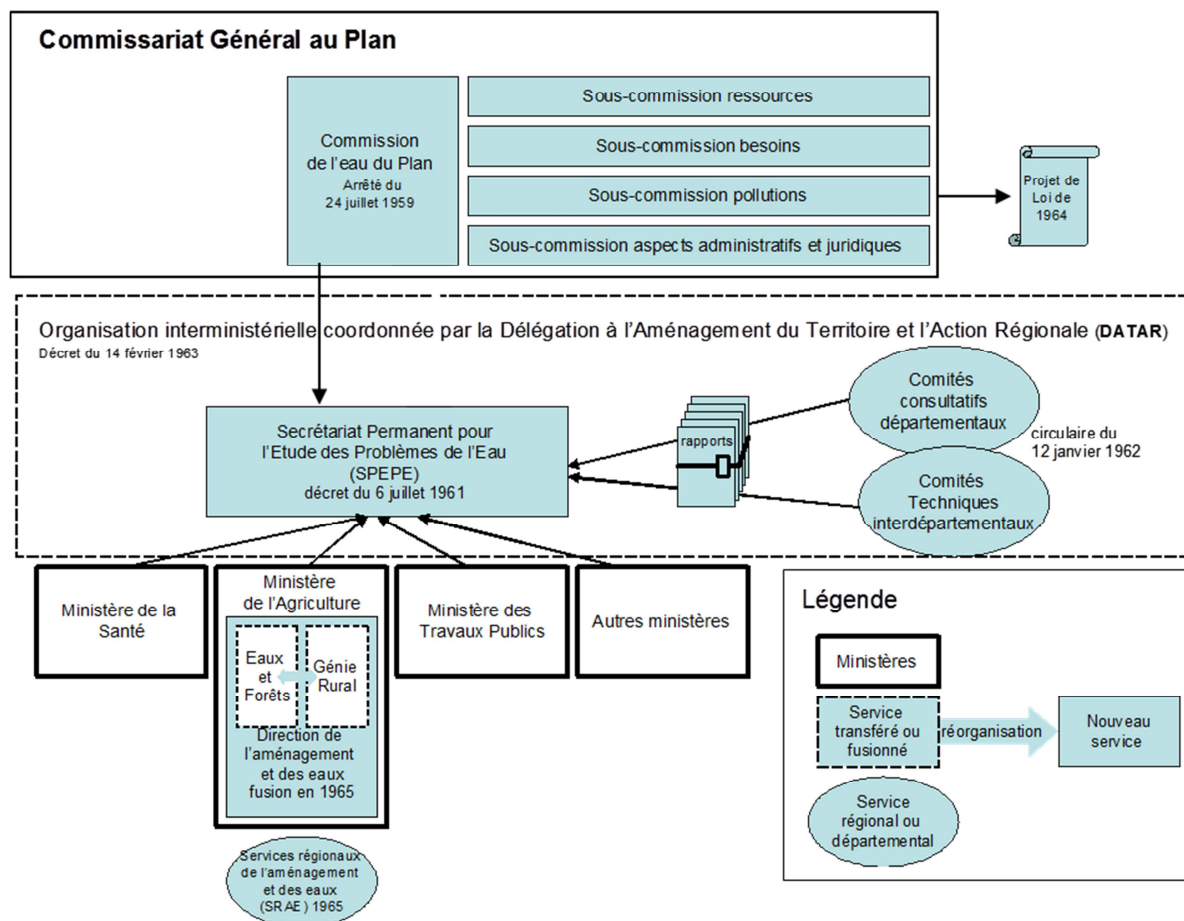 Commissariat Général au Plan
Commission
de l'eau du Plan
Arrêté du
24 juillet 1959
Sous-commission ressources
Sous-commission besoins
Sous-commission pollutions
Sous-commission aspects administratifs et juridiques
Projet de
Loi de
1964
Organisation interministérielle coordonnée par la Délégation à l'Aménagement du Territoire et l'Action Régionale (DATAR)
Décret du 14 février 1963
Secrétariat Permanent pour
l'Etude des Problèmes de l'Eau
(SPEPE)
décret du 6 juillet 1961
rapports
Comités
consultatifs
départementaux
circulaire du
12 janvier 1962
Comités
Techniques
interdépartementaux
Ministère de la
Santé
Ministère
de l'Agriculture
Eaux
et
Forêts
Génie
Rural
Direction de
l'aménagement
et des eaux
fusion en 1965
Ministère des
Travaux Publics
Autres ministères
Services régionaux
de l'aménagement
et des eaux
(SRAE) 1965
Légende
Ministères
Service
transféré ou
fusionné
réorganisation
Nouveau
service
Service
régional ou
départemental